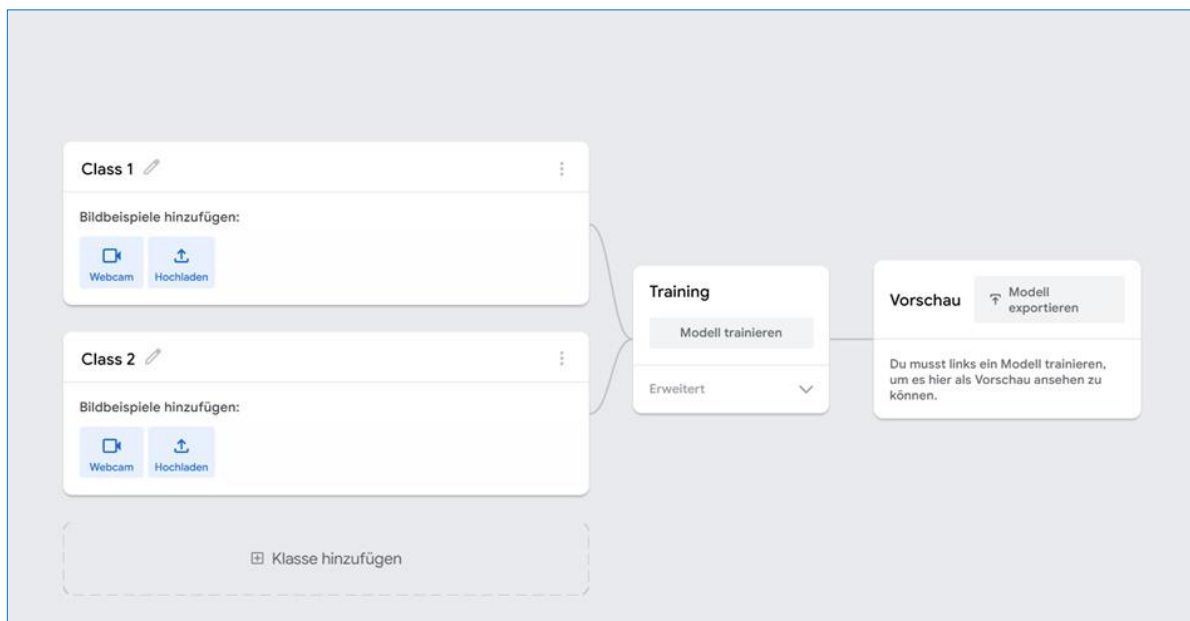 Class 1
Bildbeispiele hinzufügen:
Webcam
Hochladen
Class 2
Bildbeispiele hinzufügen:
Webcam
Hochladen
Klasse hinzufügen
Training
Modell trainieren
Erweitert
Vorschau
Modell
exportieren
Du musst links ein Modell trainieren,
um es hier als Vorschau ansehen zu
können.